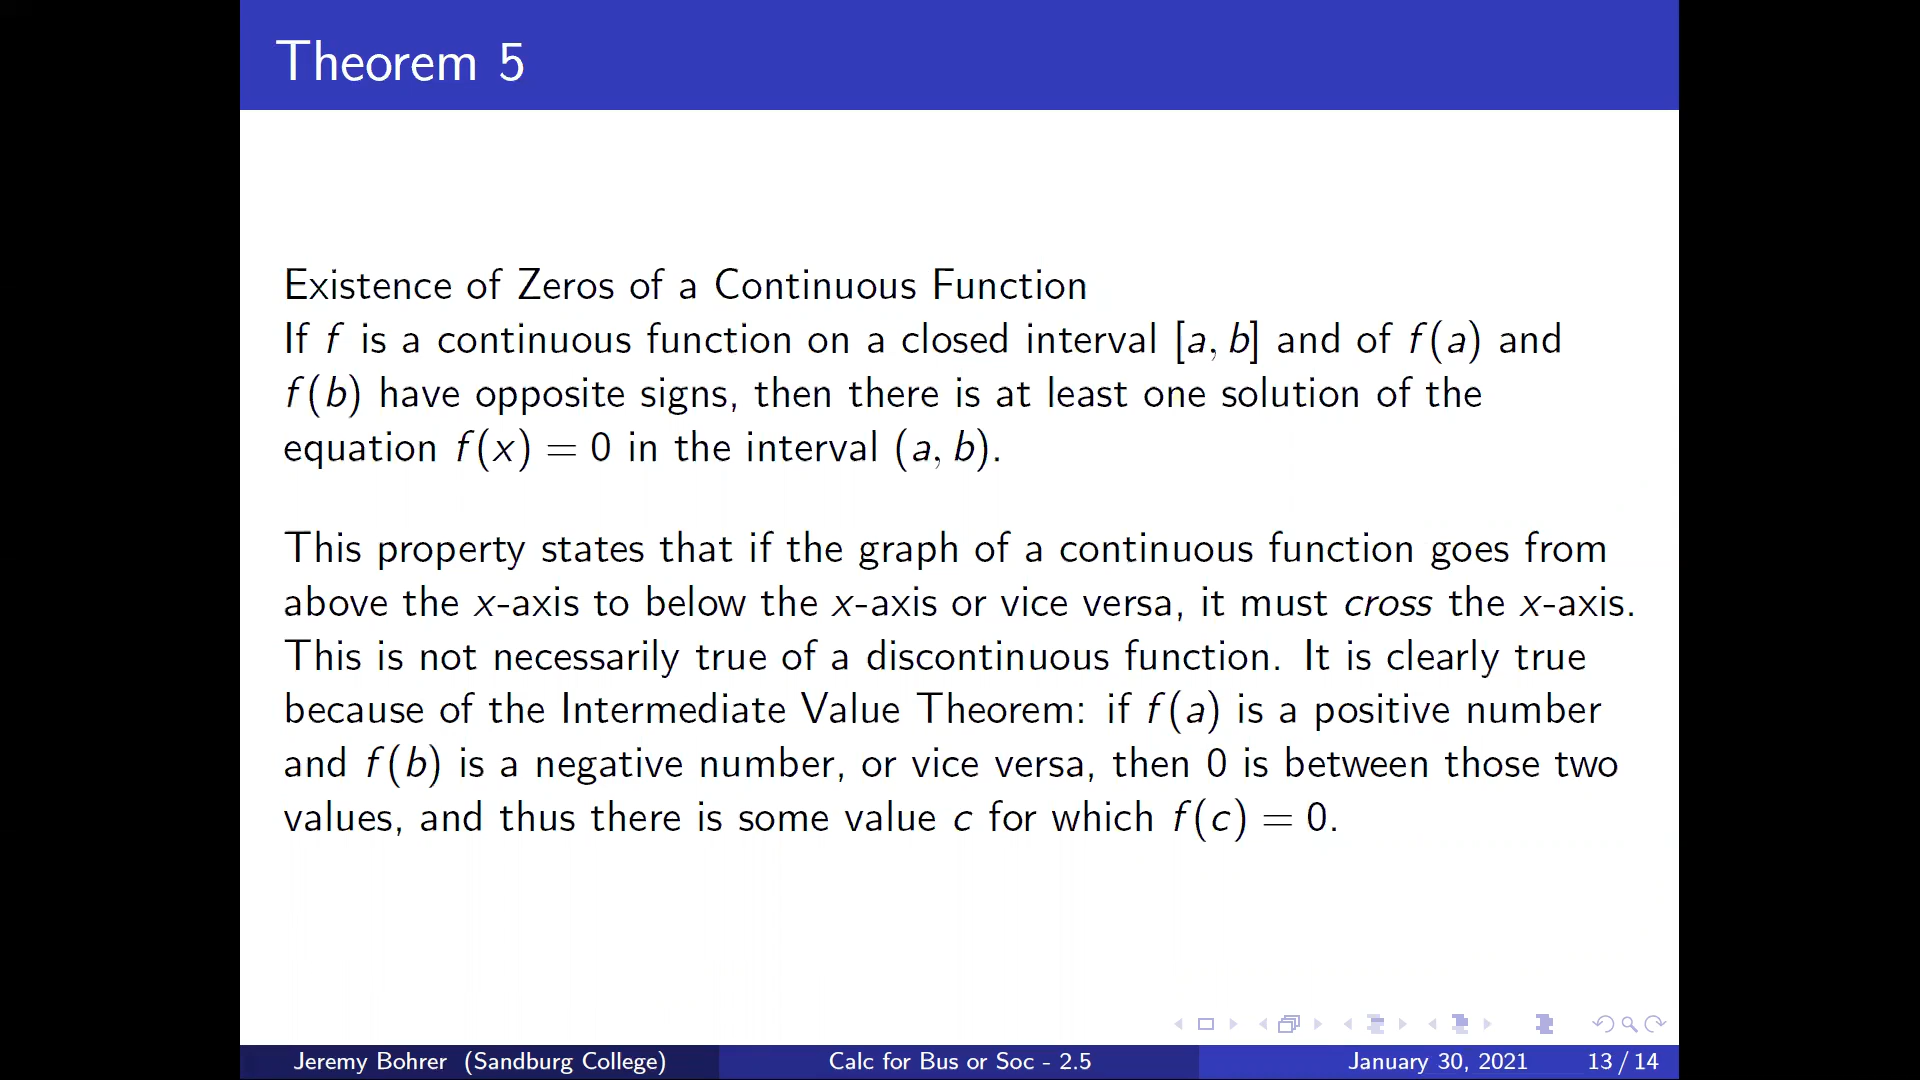 Theorem 5
Existence of Zeros of a Continuous Function
If f is a continuous function on a closed interval [a, b] and of f(a) and
f(b) have opposite signs, then there is at least one solution of the
equation f(x) = 0 in the interval (a, b).
This property states that if the graph of a continuous function goes from
above the x-axis to below the x-axis or vice versa, it must cross the x-axis.
This is not necessarily true of a discontinuous function. It is clearly true
because of the Intermediate Value Theorem: if f(a) is a positive number
and f(b) is a negative number, or vice versa, then 0 is between those two
values, and thus there is some value c for which f(c) = 0.
Jeremy Bohrer (Sandburg College) Calc for Bus or Soc - 2.5 January 30, 2021 13 / 14